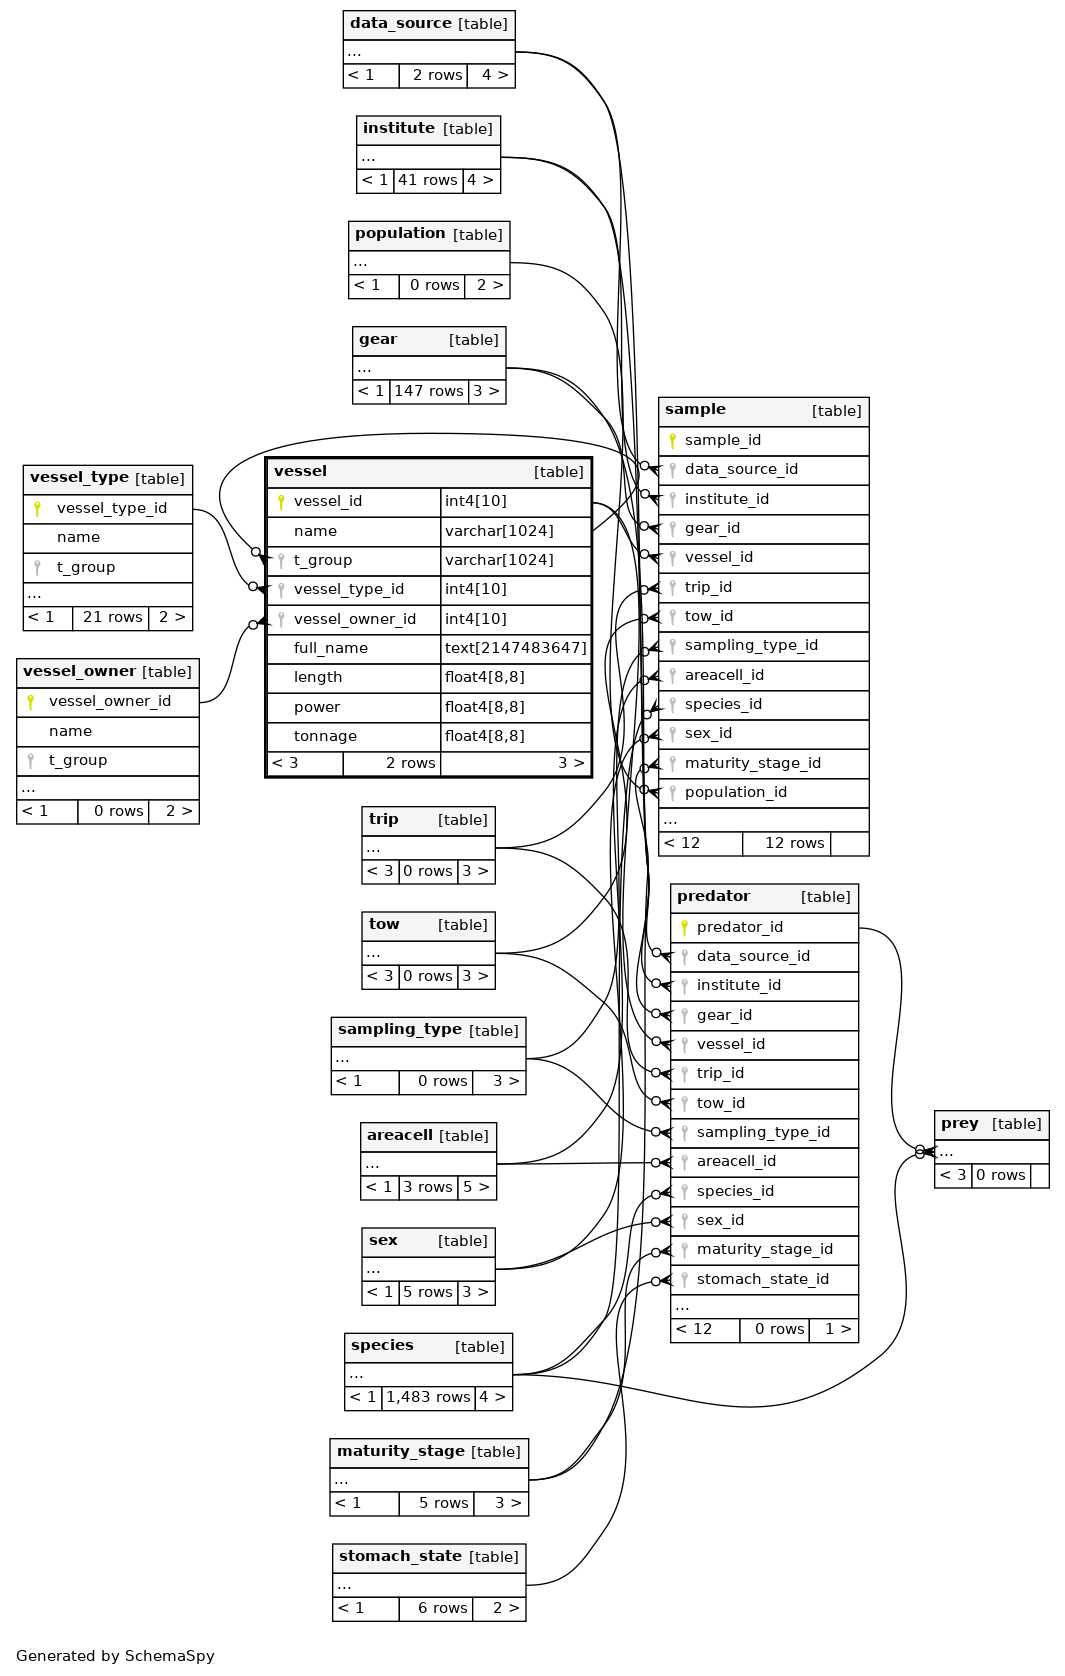 data_source [table]
...
< 1 2 rows 4 >
institute [table]
...
< 1 41 rows 4 >
population [table]
...
< 1 0 rows 2 >
gear [table]
...
< 1 147 rows 3 >
vessel_type [table]
vessel_type_id
name
t_group
...
< 1 21 rows 2 >
vessel_owner [table]
vessel_owner_id
name
t_group
...
< 1 0 rows 2 >
vessel [table]
vessel_id int4[10]
name varchar[1024]
t_group varchar[1024]
vessel_type_id int4[10]
vessel_owner_id int4[10]
full_name text[2147483647]
length float4[8,8]
power float4[8,8]
tonnage float4[8,8]
< 3 2 rows 3 >
sample [table]
sample_id
data_source_id
institute_id
gear_id
vessel_id
trip_id
tow_id
sampling_type_id
areacell_id
species_id
sex_id
maturity_stage_id
population_id
...
< 12 12 rows
trip [table]
...
< 3 0 rows 3 >
tow [table]
...
< 3 0 rows 3 >
sampling_type [table]
...
< 1 0 rows 3 >
areacell [table]
...
< 1 3 rows 5 >
sex [table]
...
< 1 5 rows 3 >
species [table]
...
< 1 1,483 rows 4 >
maturity_stage [table]
...
< 1 5 rows 3 >
stomach_state [table]
...
< 1 6 rows 2 >
predator [table]
predator_id
data_source_id
institute_id
gear_id
vessel_id
trip_id
tow_id
sampling_type_id
areacell_id
species_id
sex_id
maturity_stage_id
stomach_state_id
...
< 12 0 rows 1 >
prey [table]
...
< 3 0 rows
Generated by SchemaSpy